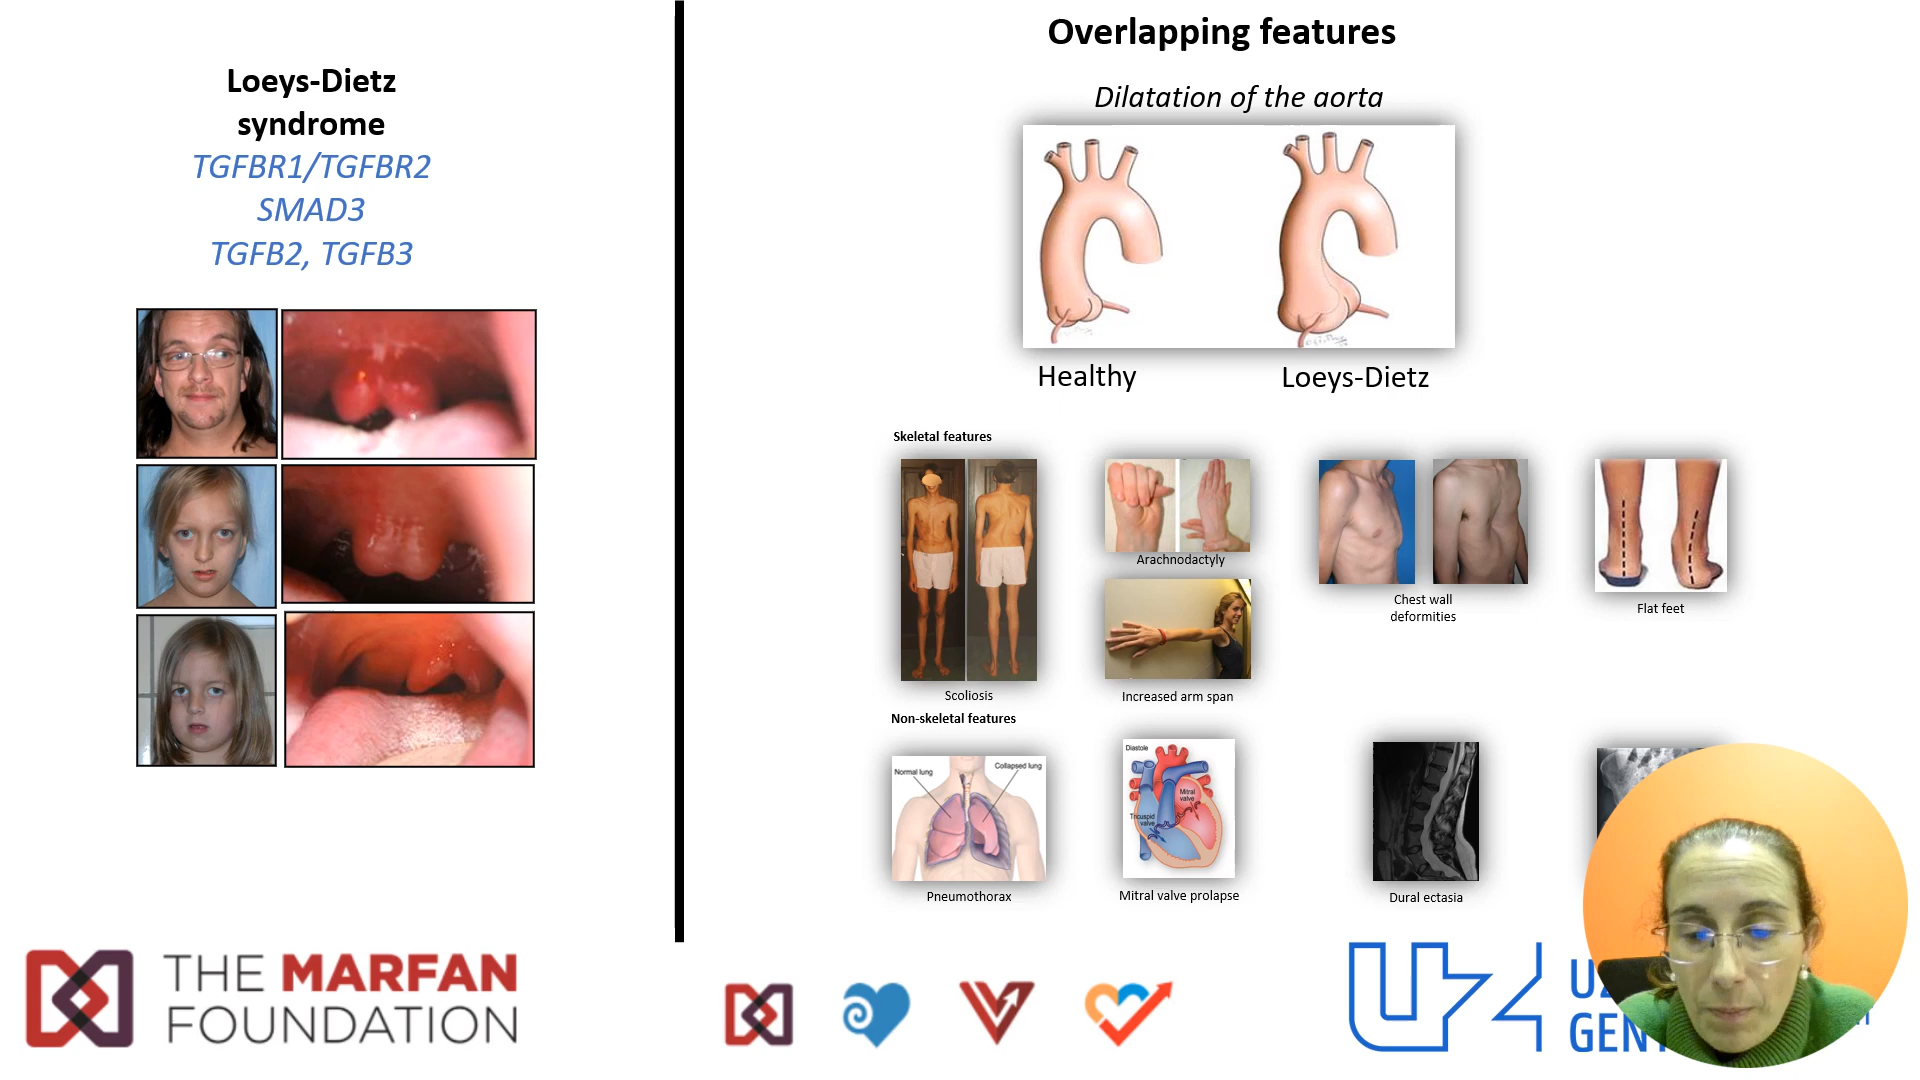 Loeys-Dietz
syndrome
TGFBR1/TGFBR2
SMAD3
TGFB2, TGFB3
Overlapping features
Dilatation of the aorta
Healthy
Loeys-Dietz
Skeletal features
Arachnodactyly
Chest wall
deformities
Flat feet
Scoliosis
Increased arm span
Non-skeletal features
Normal lung
Collapsed lung
Diastole
Mitral
valve
Tricuspid
valve
Pneumothorax
Mitral valve prolapse
Dural ectasia
THE MARFAN
FOUNDATION